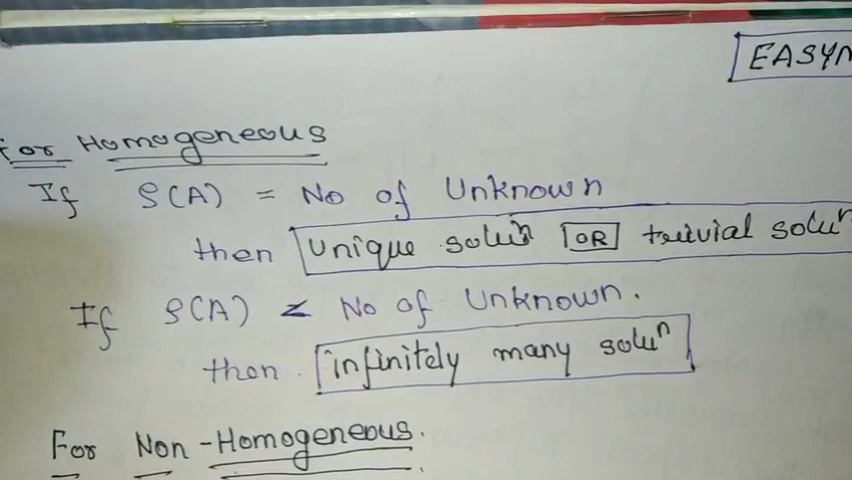 EASYM
For Homogeneous
If ρ(A) = No of Unknown
then Unique soluⁿ OR trivial soluⁿ
If ρ(A) < No of Unknown.
then infinitely many soluⁿ
For Non-Homogeneous.